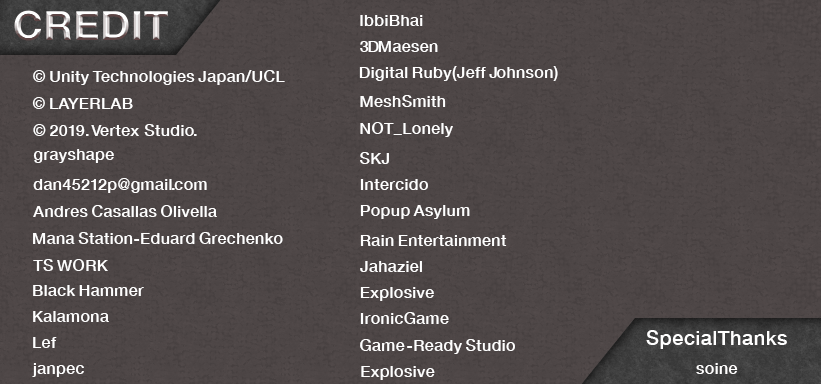 CREDIT
© Unity Technologies Japan/UCL
© LAYERLAB
© 2019. Vertex Studio.
grayshape
dan45212p@gmail.com
Andres Casallas Olivella
Mana Station-Eduard Grechenko
TS WORK
Black Hammer
Kalamona
Lef
janpec
IbbiBhai
3DMaesen
Digital Ruby(Jeff Johnson)
MeshSmith
NOT_Lonely
SKJ
Intercido
Popup Asylum
Rain Entertainment
Jahaziel
Explosive
IronicGame
Game-Ready Studio
Explosive
SpecialThanks
soine